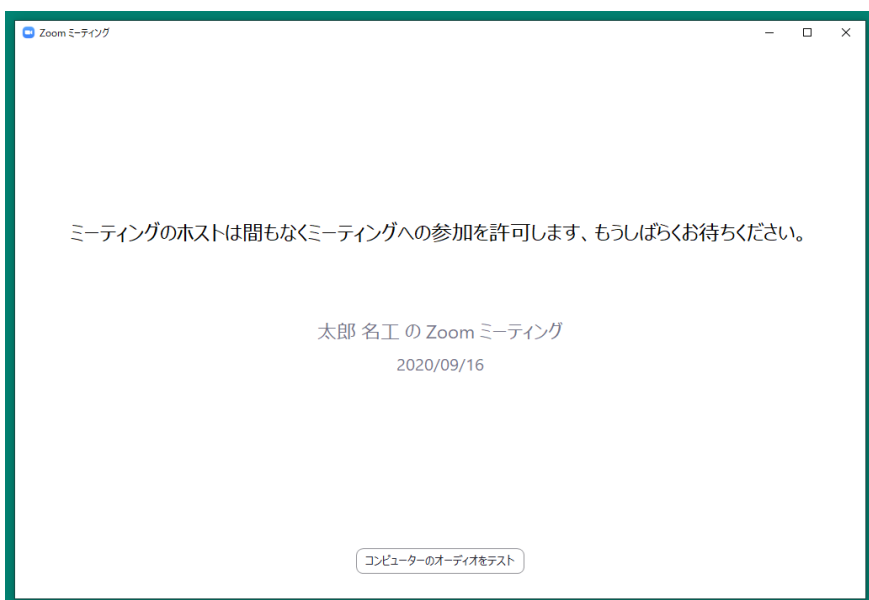 Zoom ミーティング
ミーティングのホストは間もなくミーティングへの参加を許可します、もうしばらくお待ちください。
太郎 名工 の Zoom ミーティング
2020/09/16
コンピューターのオーディオをテスト